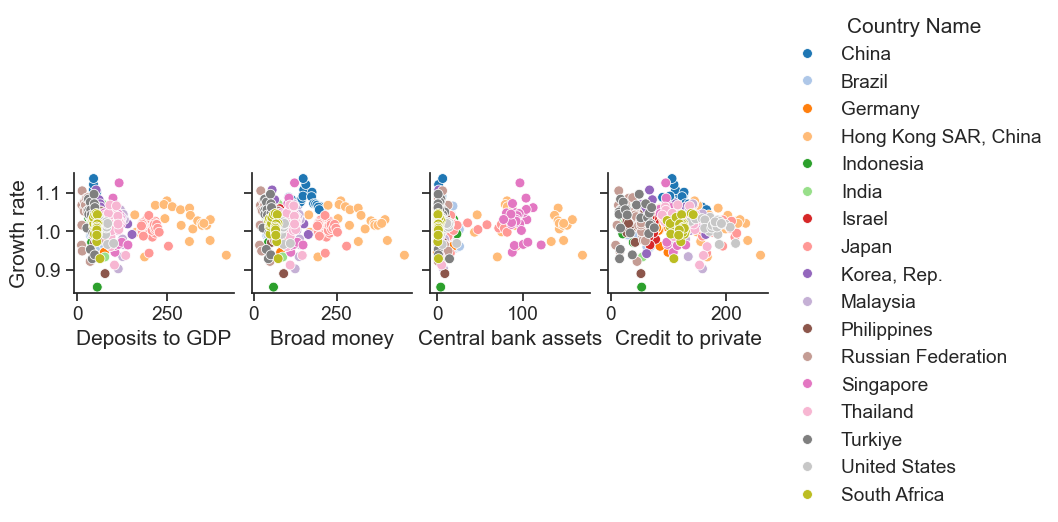 Country Name
China
Brazil
Germany
Hong Kong SAR, China
Indonesia
India
Israel
Japan
Korea, Rep.
Malaysia
Philippines
Russian Federation
Singapore
Thailand
Turkiye
United States
South Africa
Growth rate
1.1
1.0
0.9
0 250
0 250
0 100
0 200
Deposits to GDP
Broad money
Central bank assets
Credit to private